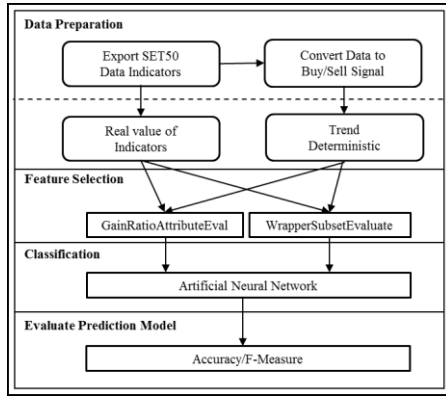 Data Preparation
Export SET50
Data Indicators
Convert Data to
Buy/Sell Signal
Real value of
Indicators
Trend
Deterministic
Feature Selection
GainRatioAttributeEval
WrapperSubsetEvaluate
Classification
Artificial Neural Network
Evaluate Prediction Model
Accuracy/F-Measure